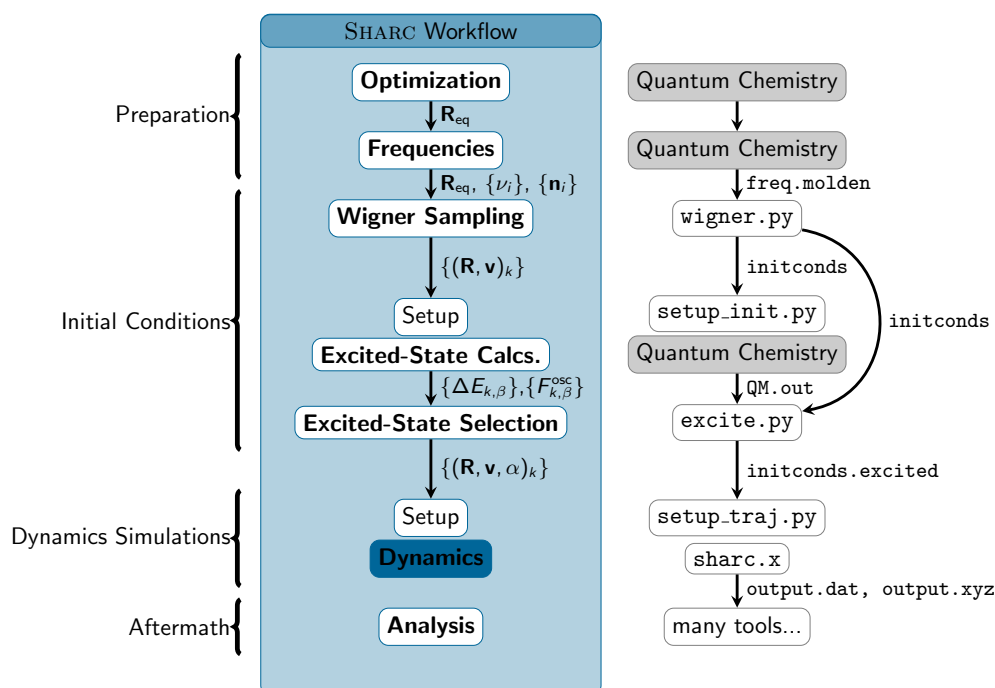 SHARC Workflow
Preparation
Optimization
Quantum Chemistry
R_eq
Frequencies
Quantum Chemistry
R_eq, {ν_i}, {n_i}
freq.molden
Initial Conditions
Wigner Sampling
wigner.py
{(R, v)_k}
initconds
Setup
setup_init.py
initconds
Excited-State Calcs.
Quantum Chemistry
{ΔE_{k,β}},{F^{osc}_{k,β}}
QM.out
Excited-State Selection
excite.py
{(R, v, α)_k}
initconds.excited
Dynamics Simulations
Setup
setup_traj.py
Dynamics
sharc.x
output.dat, output.xyz
Aftermath
Analysis
many tools...